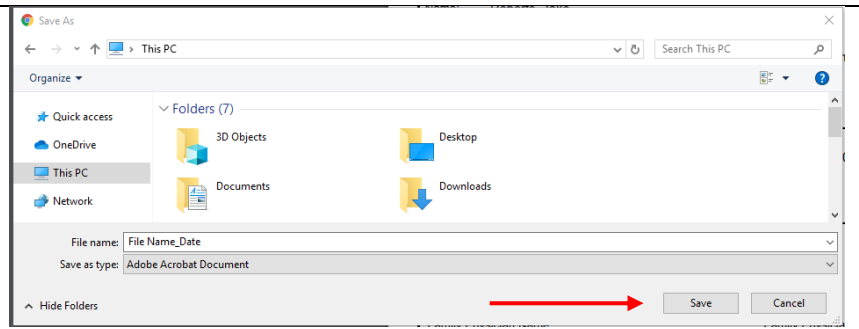 Save As
This PC
Search This PC
Organize
Quick access
OneDrive
This PC
Network
Folders (7)
3D Objects
Desktop
Documents
Downloads
File name: File Name_Date
Save as type: Adobe Acrobat Document
Hide Folders
Save
Cancel